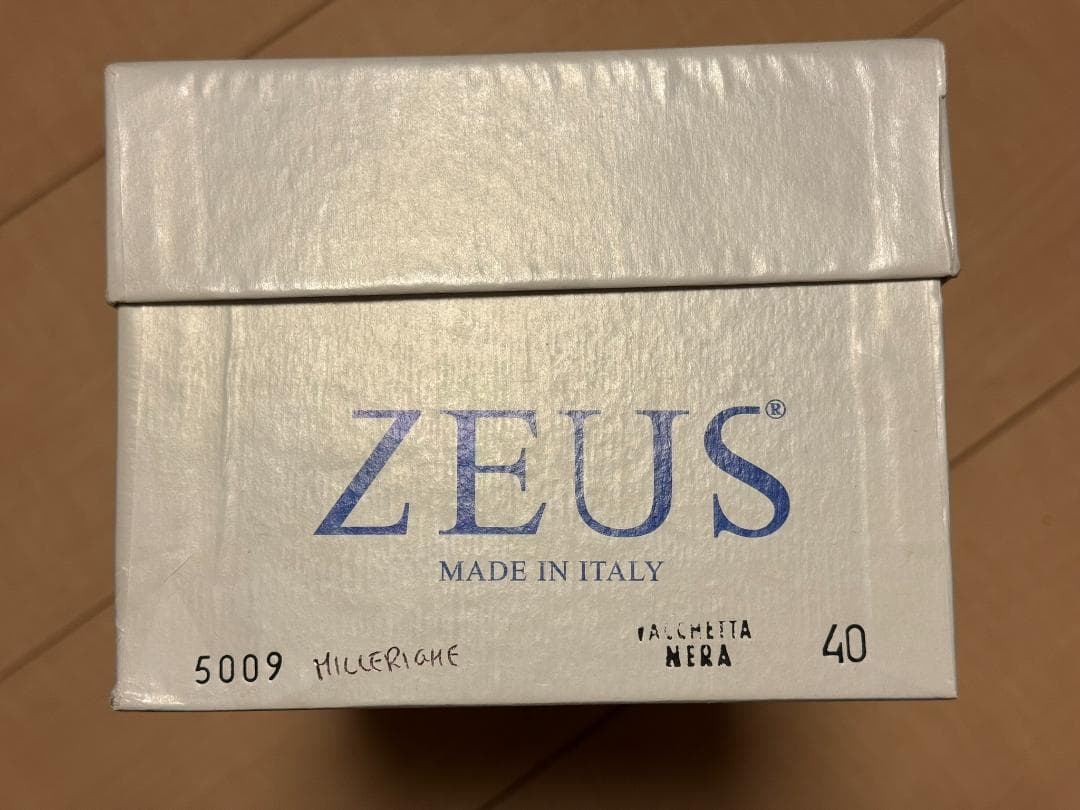 ZEUS®
MADE IN ITALY
5009 MILLERIGHE
VACCHETTA
NERA
40